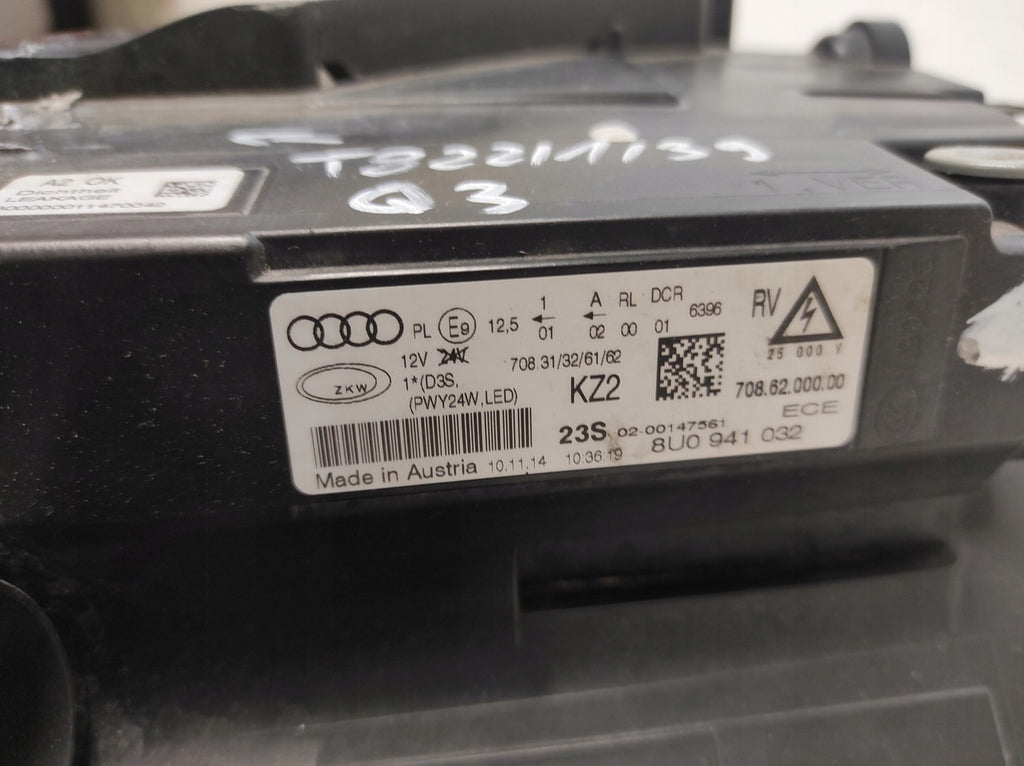 T82211139
Q3
1.VER
A2 OK
Dichtheit
LEAKAGE
PL E9 12,5 1 01 A 02 RL 00 DCR 01 6396 RV
25 000 V
12V 24V 708.31/32/61/62
ZKW 1*(D3S,
(PWY24W,LED) KZ2 708.62.000.00
ECE
23S 02-00147561
8U0 941 032
Made in Austria 10.11.14 10:36:19